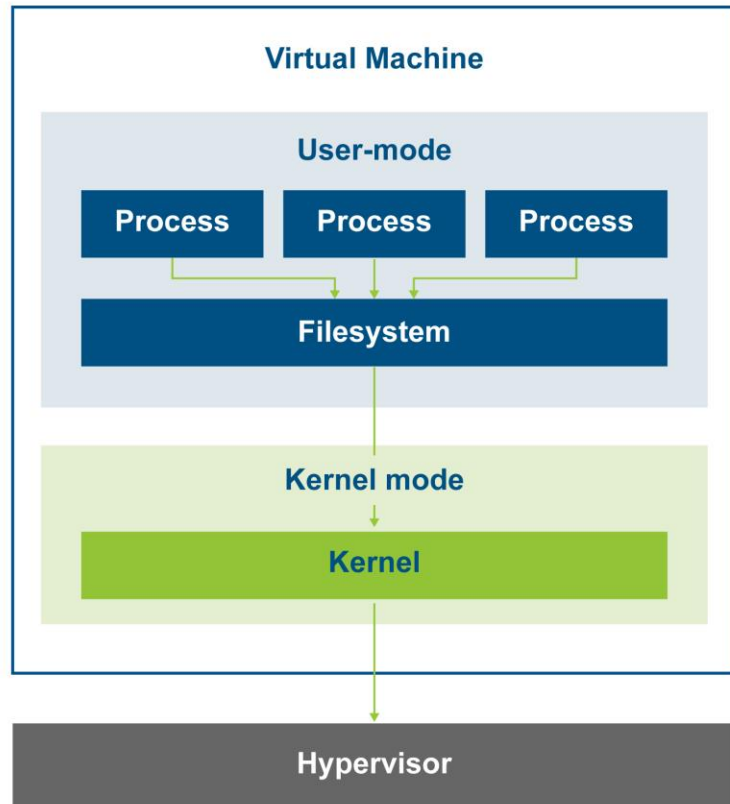 Virtual Machine
User-mode
Process Process Process
Filesystem
Kernel mode
Kernel
Hypervisor